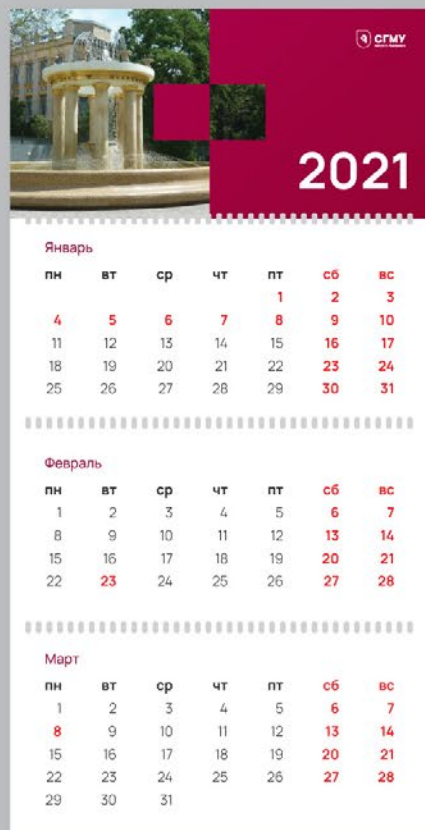 СГМУ
2021
Январь
пн вт ср чт пт сб вс
1 2 3
4 5 6 7 8 9 10
11 12 13 14 15 16 17
18 19 20 21 22 23 24
25 26 27 28 29 30 31
Февраль
пн вт ср чт пт сб вс
1 2 3 4 5 6 7
8 9 10 11 12 13 14
15 16 17 18 19 20 21
22 23 24 25 26 27 28
Март
пн вт ср чт пт сб вс
1 2 3 4 5 6 7
8 9 10 11 12 13 14
15 16 17 18 19 20 21
22 23 24 25 26 27 28
29 30 31